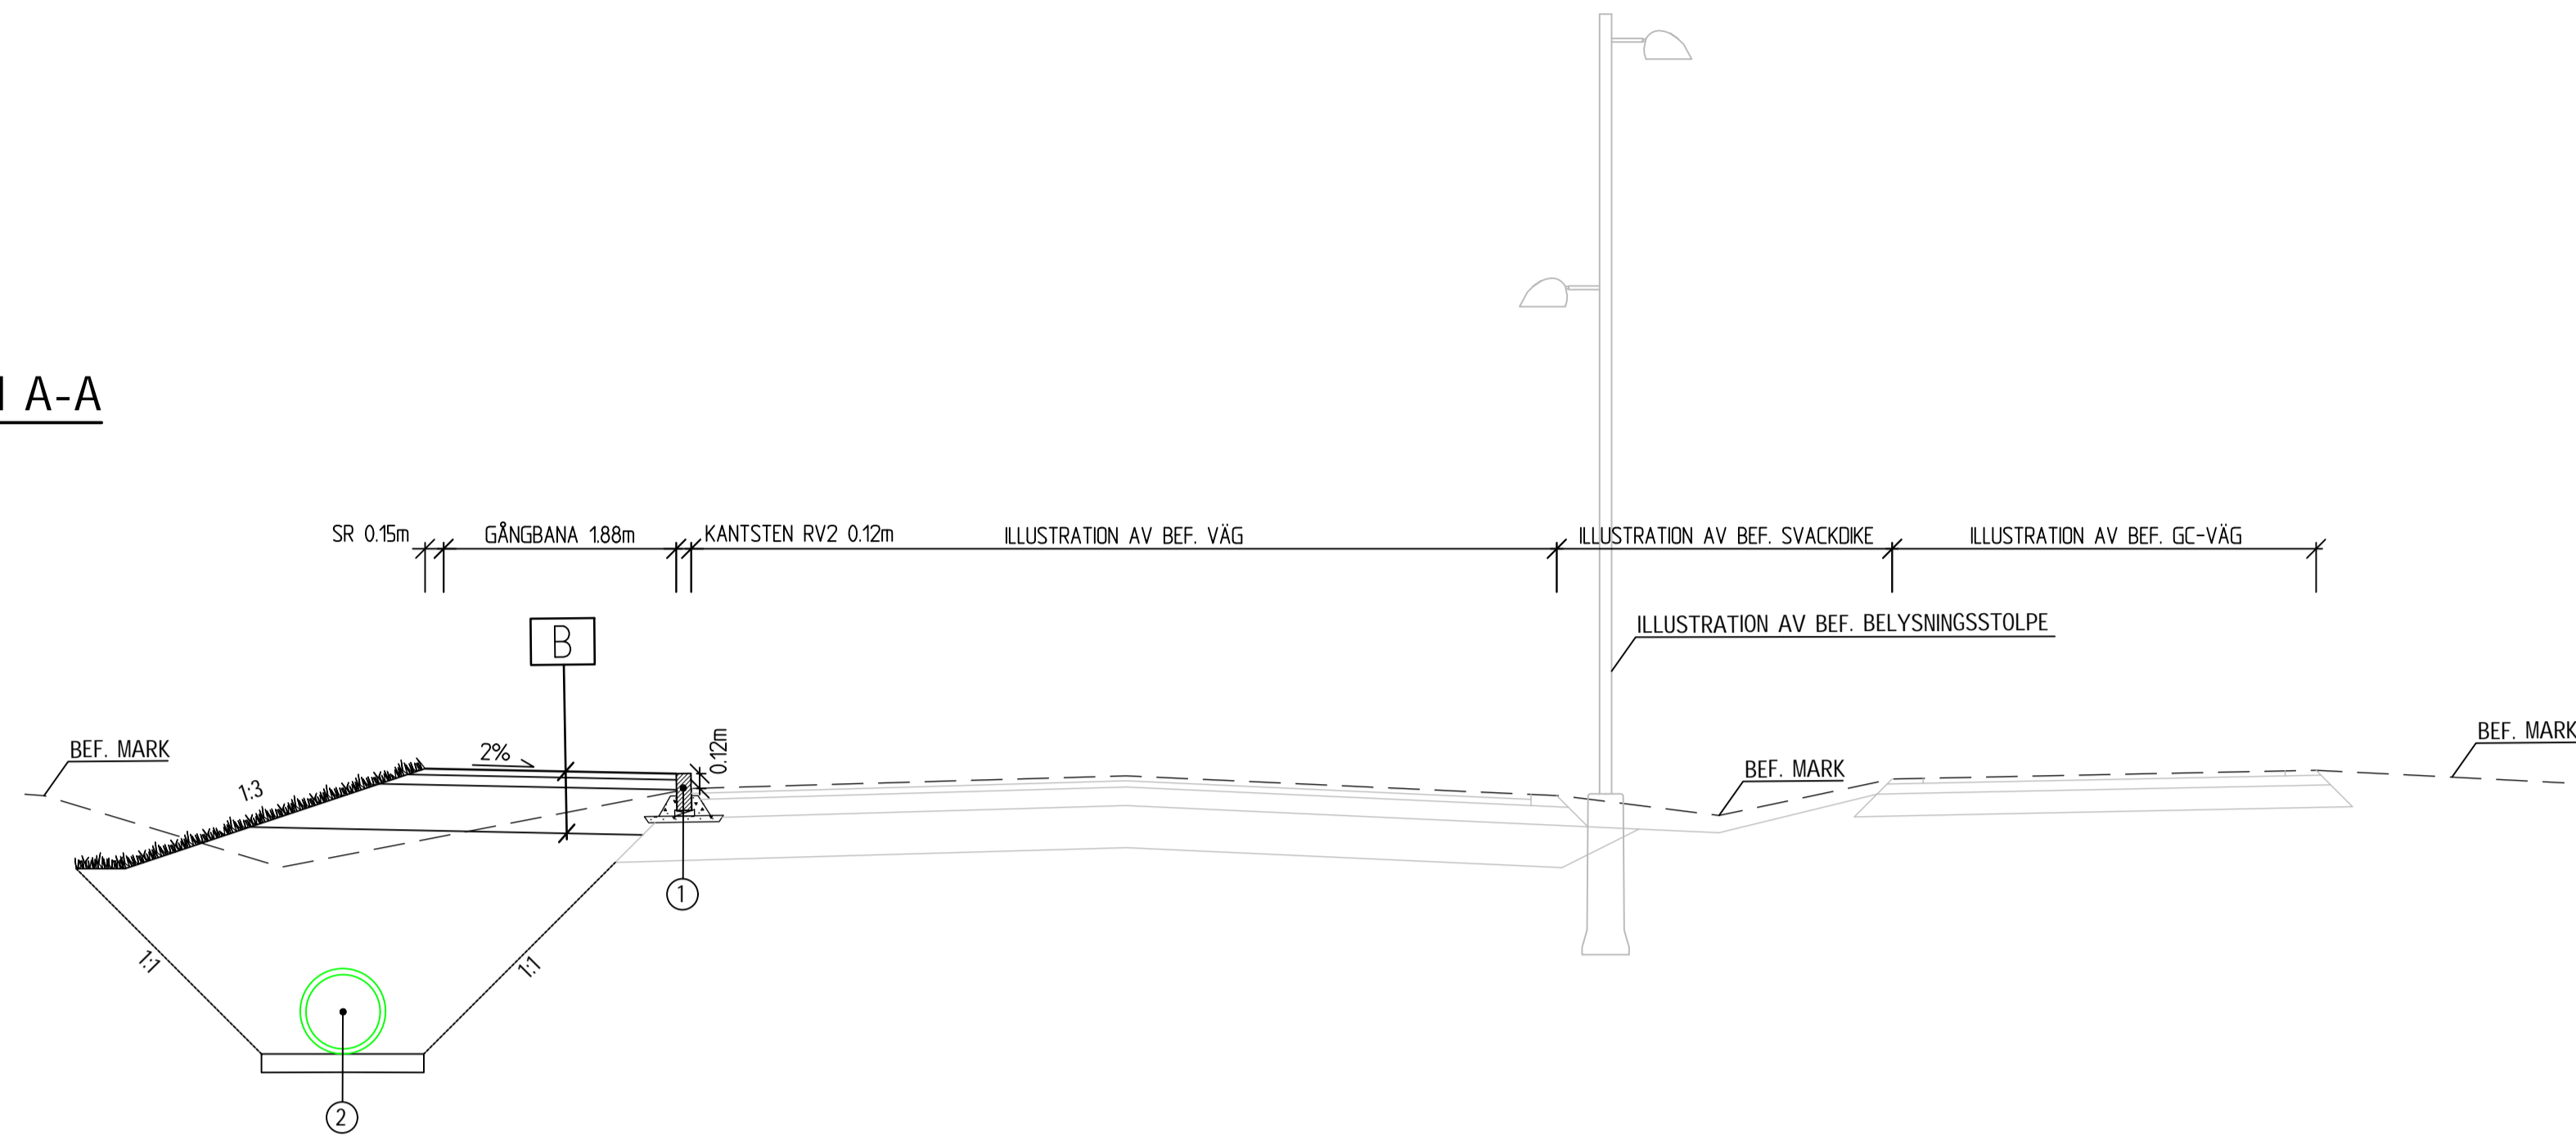 A-A
SR 0.15m
GÅNGBANA 1.88m
KANTSTEN RV2 0.12m
ILLUSTRATION AV BEF. VÄG
ILLUSTRATION AV BEF. SVACKDIKE
ILLUSTRATION AV BEF. GC-VÄG
B
ILLUSTRATION AV BEF. BELYSNINGSSTOLPE
BEF. MARK
2%
0.12m
BEF. MARK
BEF. MARK
1:3
1
1:1
1:1
2